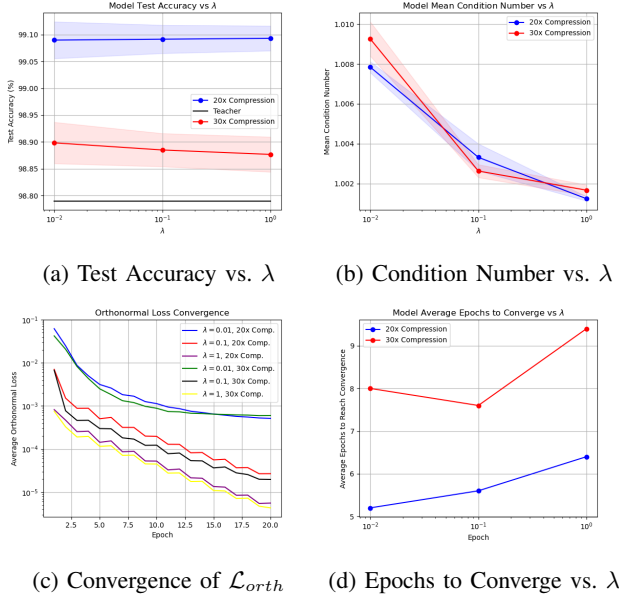 Model Test Accuracy vs λ
Test Accuracy (%)
99.10
99.05
99.00
98.95
98.90
98.85
98.80
20x Compression
Teacher
30x Compression
10⁻²
10⁻¹
10⁰
λ
(a) Test Accuracy vs. λ
Model Mean Condition Number vs λ
Mean Condition Number
1.010
1.008
1.006
1.004
1.002
20x Compression
30x Compression
10⁻²
10⁻¹
10⁰
λ
(b) Condition Number vs. λ
Orthonormal Loss Convergence
Average Orthonormal Loss
10⁻¹
10⁻²
10⁻³
10⁻⁴
10⁻⁵
λ = 0.01, 20x Comp.
λ = 0.1, 20x Comp.
λ = 1, 20x Comp.
λ = 0.01, 30x Comp.
λ = 0.1, 30x Comp.
λ = 1, 30x Comp.
2.5 5.0 7.5 10.0 12.5 15.0 17.5 20.0
Epoch
(c) Convergence of ℒorth
Model Average Epochs to Converge vs λ
Average Epochs to Reach Convergence
9
8
7
6
5
20x Compression
30x Compression
10⁻²
10⁻¹
10⁰
Epoch
(d) Epochs to Converge vs. λ